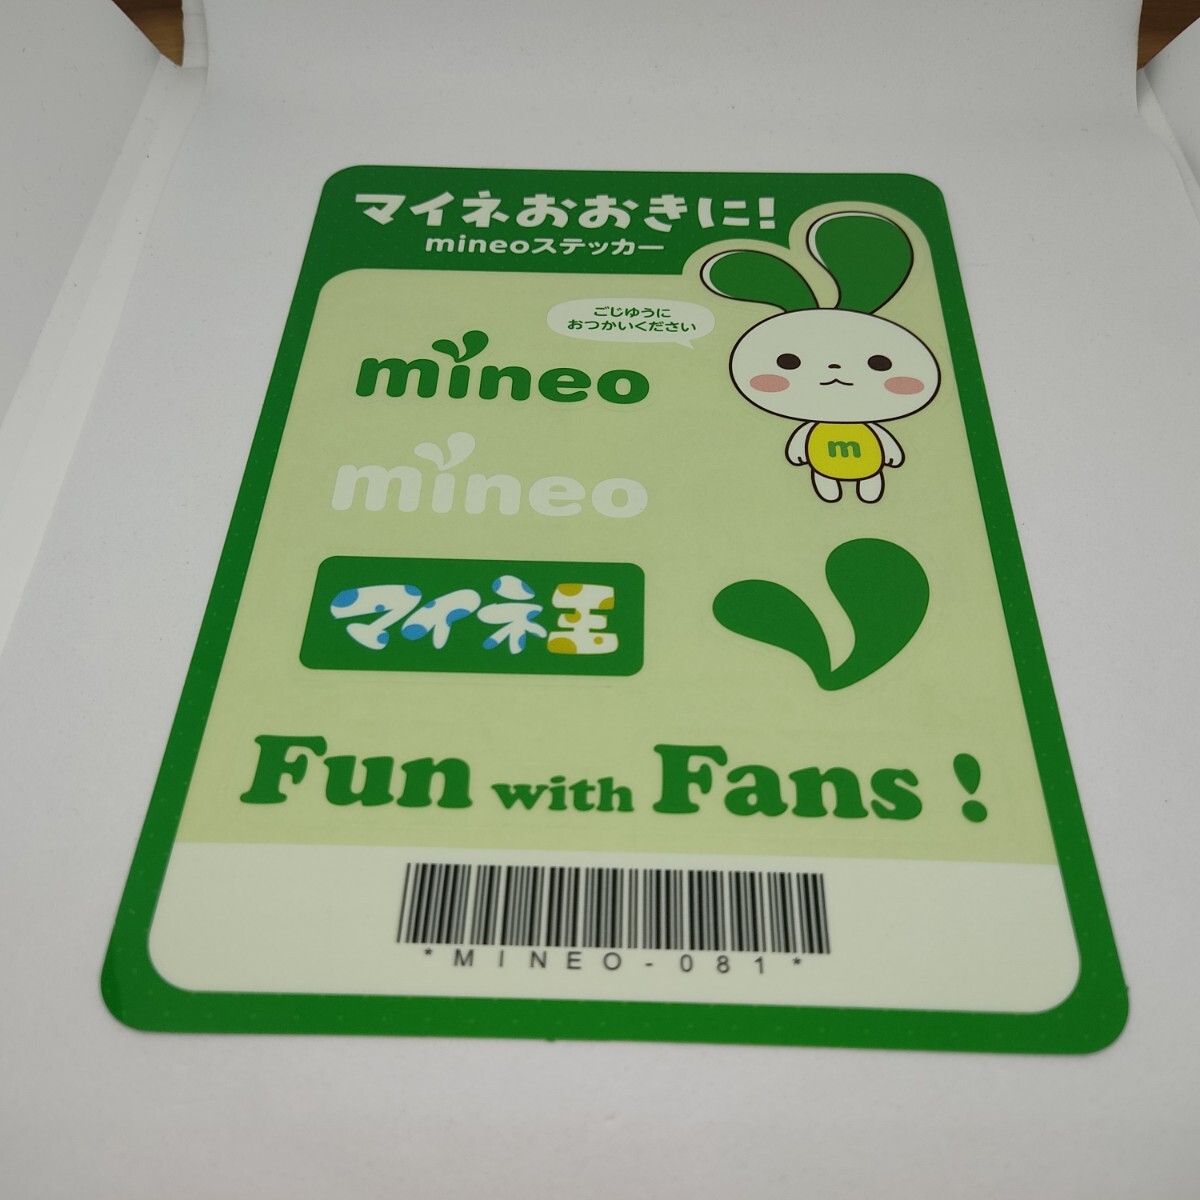 マイネおおきに!
mineoステッカー
ごじゆうに
おつかいください
mineo
m
mineo
マイネ王
Fun with Fans!
*MINEO-081*